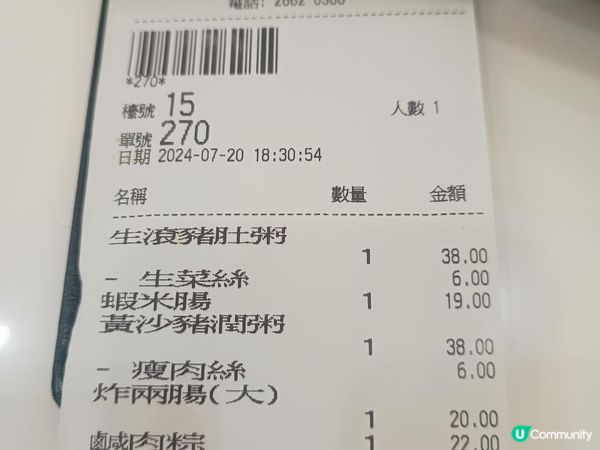 *270*
檯號 15 人數 1
單號 270
日期 2024-07-20 18:30:54
名稱 數量 金額
生滾豬肚粥
1 38.00
- 生菜絲 6.00
蝦米腸 1 19.00
黃沙豬潤粥
1 38.00
- 瘦肉絲 6.00
炸兩腸(大)
1 20.00
鹹肉粽 1 22.00
U Community